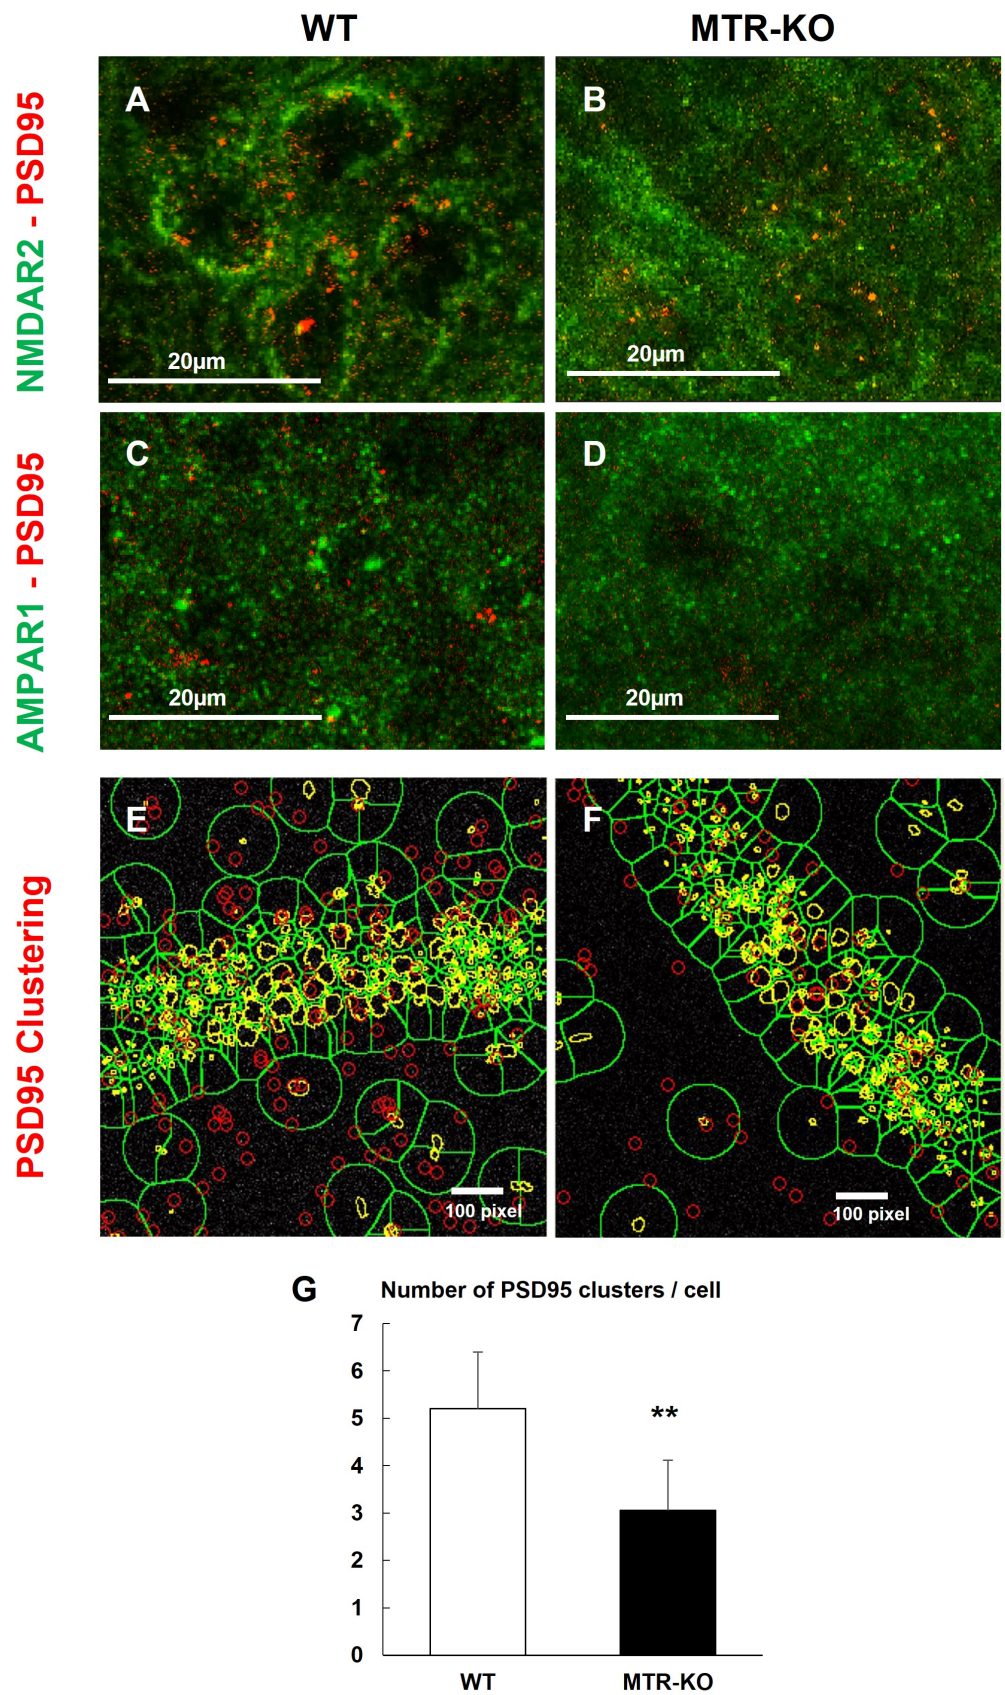 WT
MTR-KO
NMDAR2 - PSD95
A
B
20µm
20µm
AMPAR1 - PSD95
C
D
20µm
20µm
PSD95 Clustering
E
F
100 pixel
100 pixel
G
Number of PSD95 clusters / cell
7
6
5
4
3
2
1
0
**
WT
MTR-KO